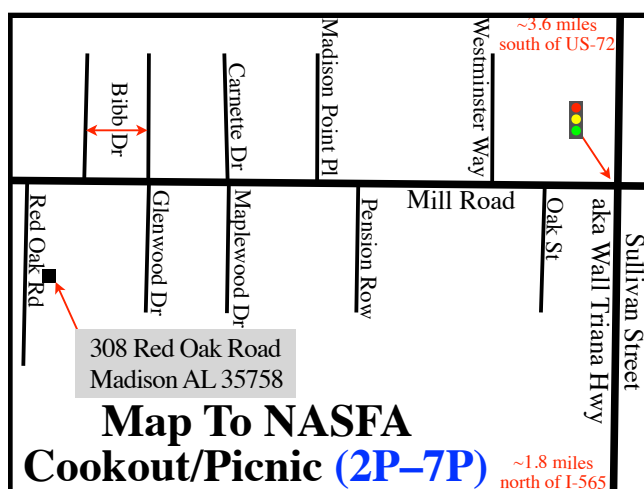 ~3.6 miles
south of US-72
Bibb Dr
Carnette Dr
Madison Point Pl
Westminster Way
Mill Road
Red Oak Rd
Glenwood Dr
Maplewood Dr
Pension Row
Oak St
aka Wall Triana Hwy
Sullivan Street
308 Red Oak Road
Madison AL 35758
Map To NASFA
Cookout/Picnic (2P–7P)
~1.8 miles
north of I-565